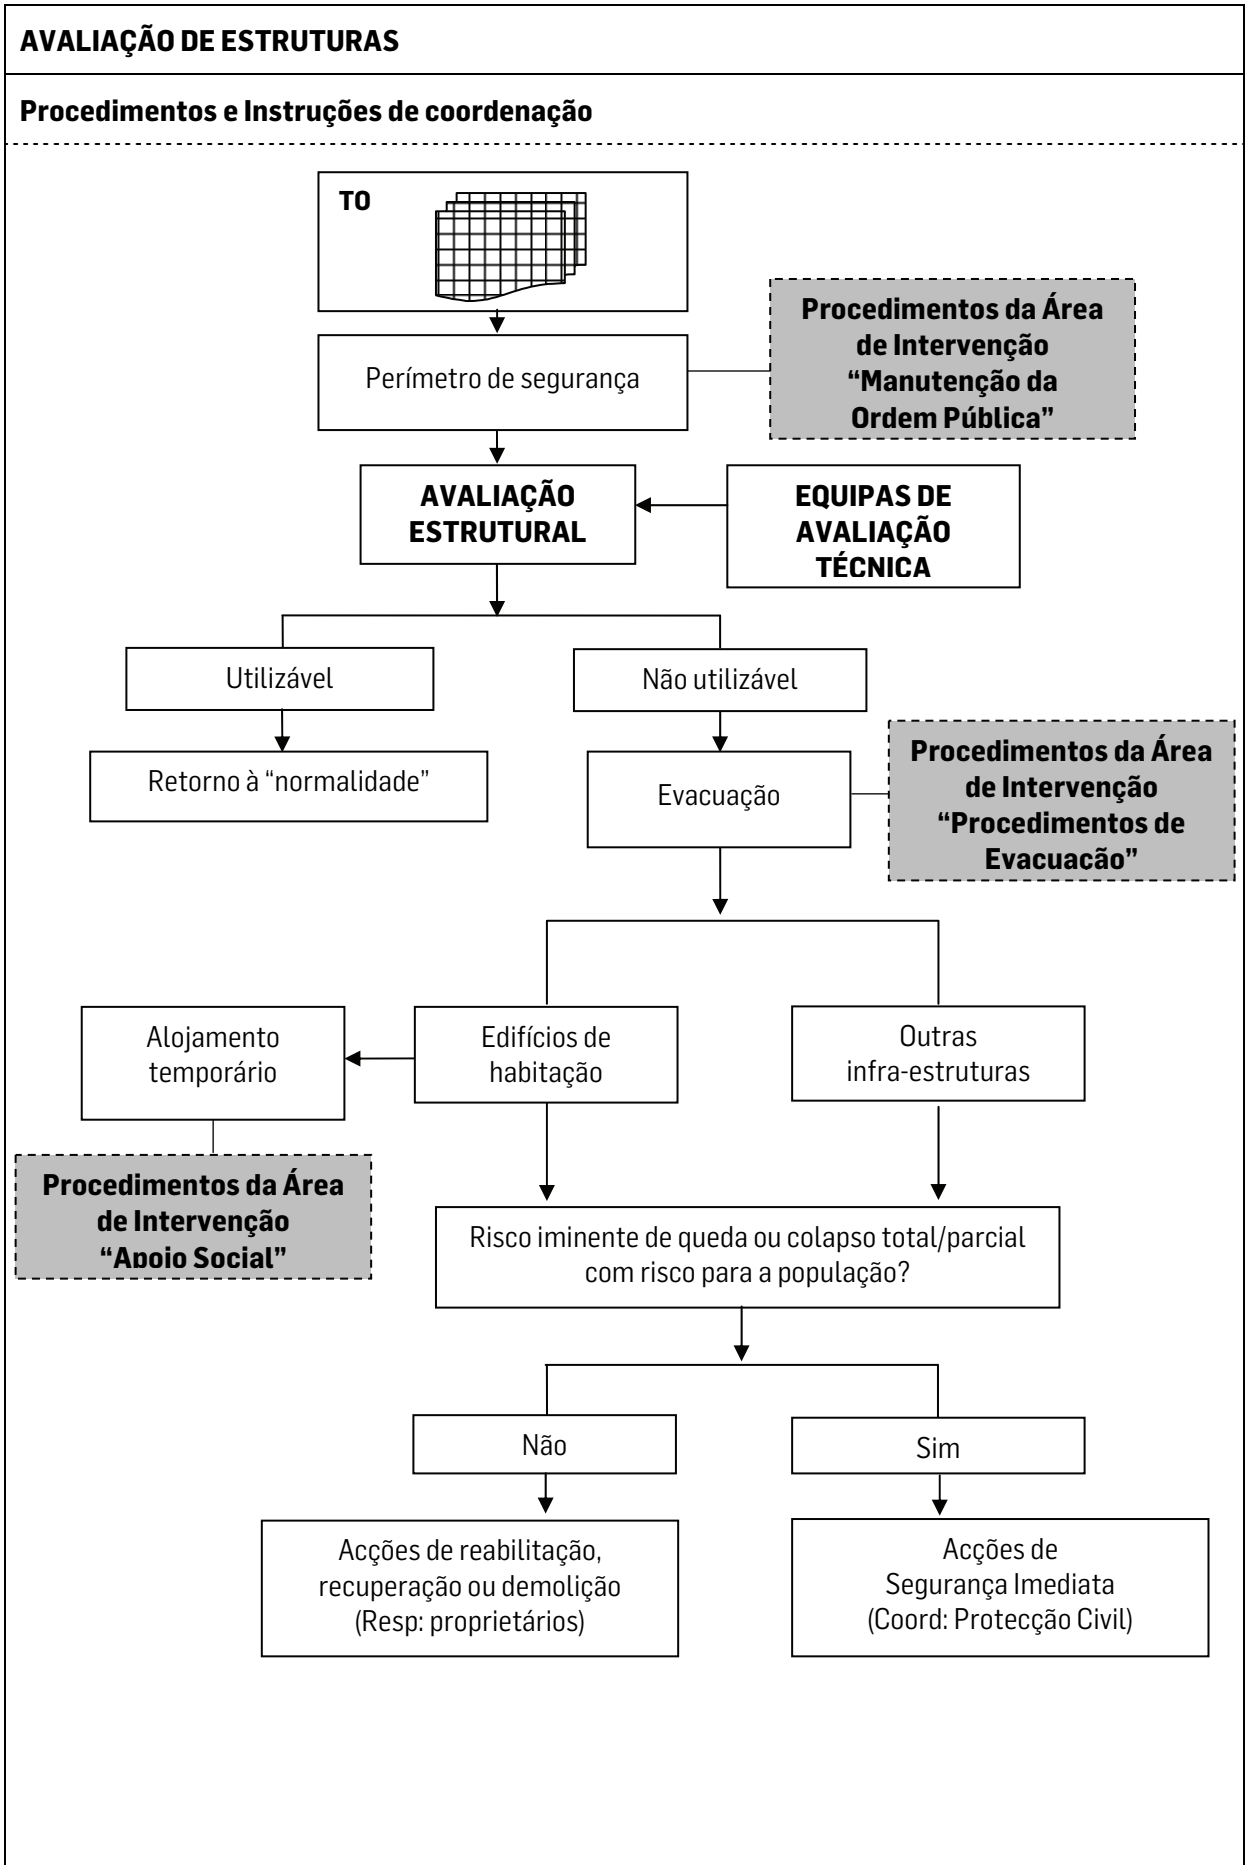 AVALIAÇÃO DE ESTRUTURAS
Procedimentos e Instruções de coordenação
TO
Procedimentos da Área
de Intervenção
“Manutenção da
Ordem Pública”
Perímetro de segurança
AVALIAÇÃO
ESTRUTURAL
EQUIPAS DE
AVALIAÇÃO
TÉCNICA
Utilizável
Não utilizável
Retorno à “normalidade”
Evacuação
Procedimentos da Área
de Intervenção
“Procedimentos de
Evacuação”
Alojamento
temporário
Edifícios de
habitação
Outras
infra-estruturas
Procedimentos da Área
de Intervenção
“Apoio Social”
Risco iminente de queda ou colapso total/parcial
com risco para a população?
Não
Sim
Acções de reabilitação,
recuperação ou demolição
(Resp: proprietários)
Acções de
Segurança Imediata
(Coord: Protecção Civil)